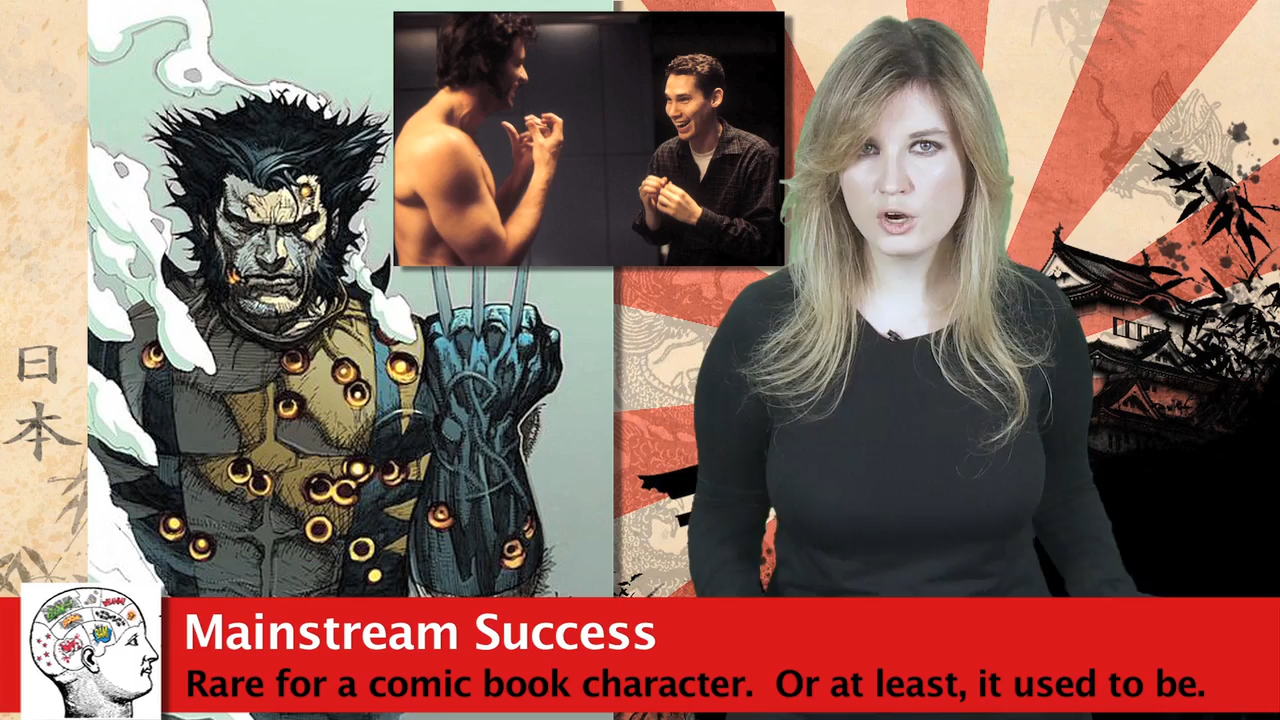 日
本
Mainstream Success
Rare for a comic book character. Or at least, it used to be.